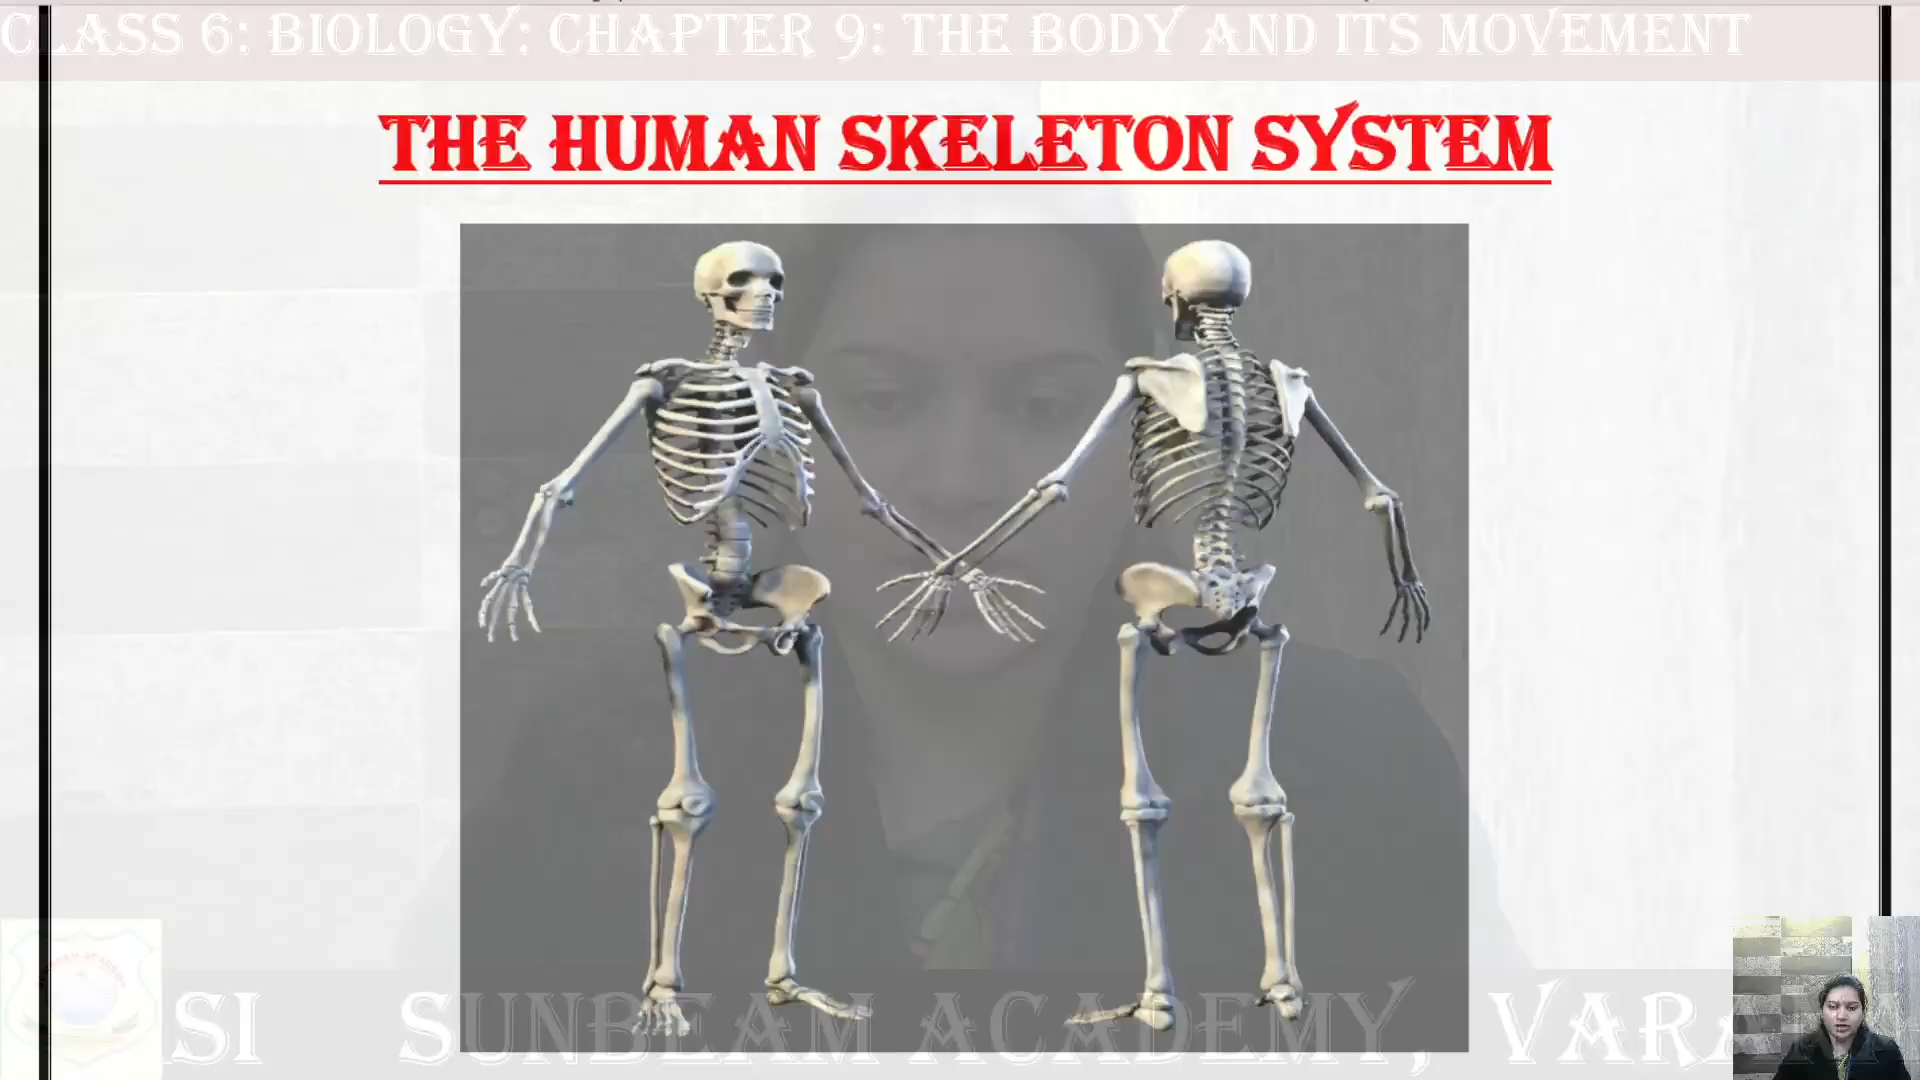 CLASS 6: BIOLOGY: CHAPTER 9: THE BODY AND ITS MOVEMENT
THE HUMAN SKELETON SYSTEM
SI SUNBEAM ACADEMY, VARA